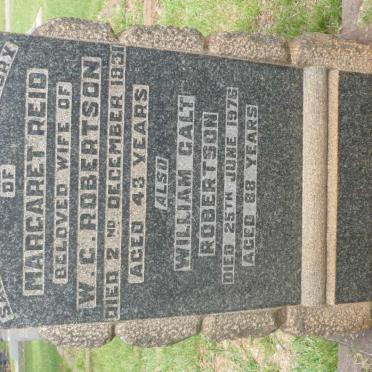 OF
MARGARET REID
BELOVED WIFE OF
W. G. ROBERTSON
DIED 2ND DECEMBER 1931
AGED 43 YEARS
ALSO
WILLIAM GALT
ROBERTSON
DIED 25TH JUNE 1975
AGED 88 YEARS